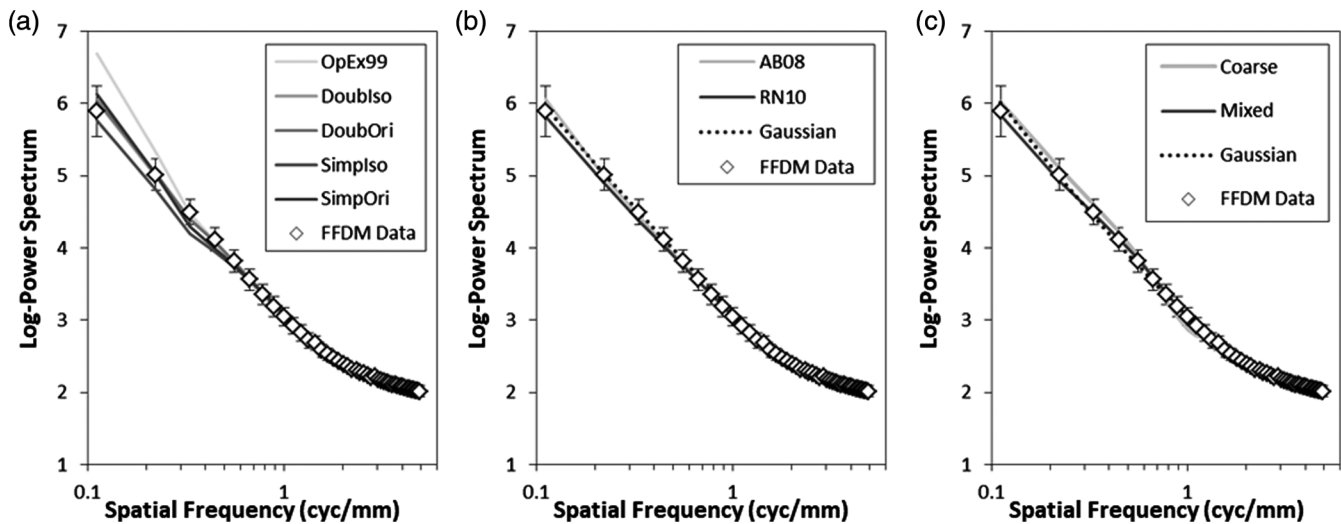 (a)
7
6
5
4
3
2
1
Log-Power Spectrum
OpEx99
DoubIso
DoubOri
SimpIso
SimpOri
FFDM Data
0.1
1
Spatial Frequency (cyc/mm)
(b)
7
6
5
4
3
2
1
Log-Power Spectrum
AB08
RN10
Gaussian
FFDM Data
0.1
1
Spatial Frequency (cyc/mm)
(c)
7
6
5
4
3
2
1
Log-Power Spectrum
Coarse
Mixed
Gaussian
FFDM Data
0.1
1
Spatial Frequency (cyc/mm)